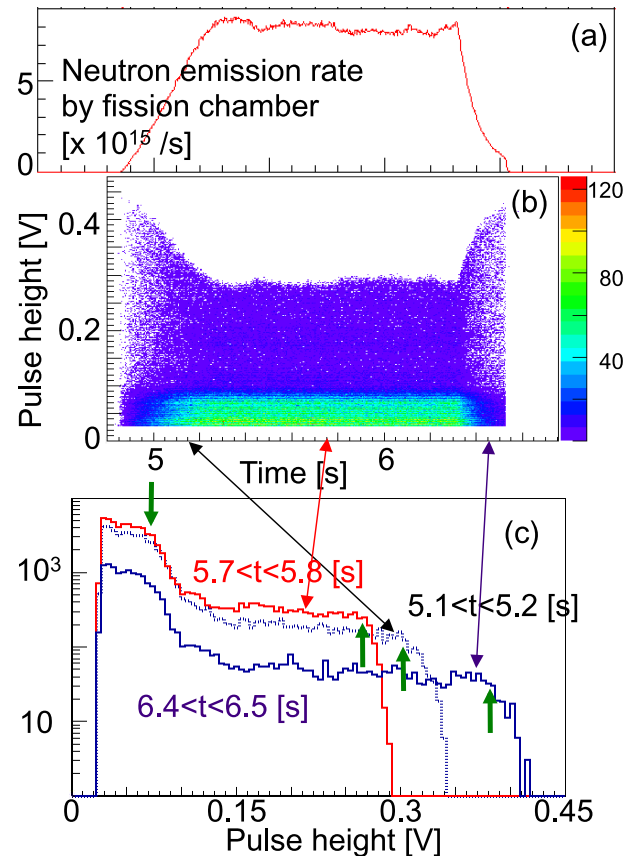 (a)
8
0
Neutron emission rate
by fission chamber
[x 10¹⁵ /s]
(b)
Pulse height [V]
0.4
0.2
0
120
80
40
5
6
Time [s]
(c)
10³
10
5.7<t<5.8 [s]
5.1<t<5.2 [s]
6.4<t<6.5 [s]
0
0.15
0.3
0.45
Pulse height [V]